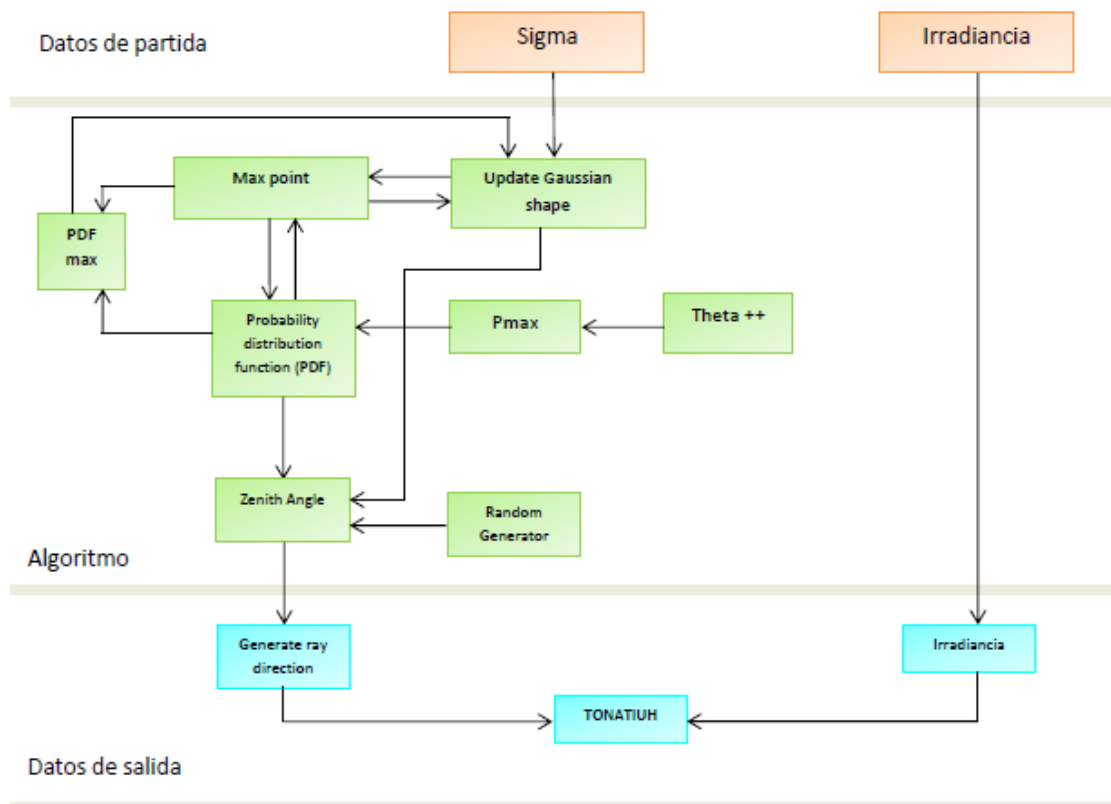 Datos de partida
Sigma
Irradiancia
Max point
Update Gaussian
shape
PDF
max
Probability
distribution
function (PDF)
Pmax
Theta ++
Zenith Angle
Random
Generator
Algoritmo
Generate ray
direction
Irradiancia
TONATIUH
Datos de salida